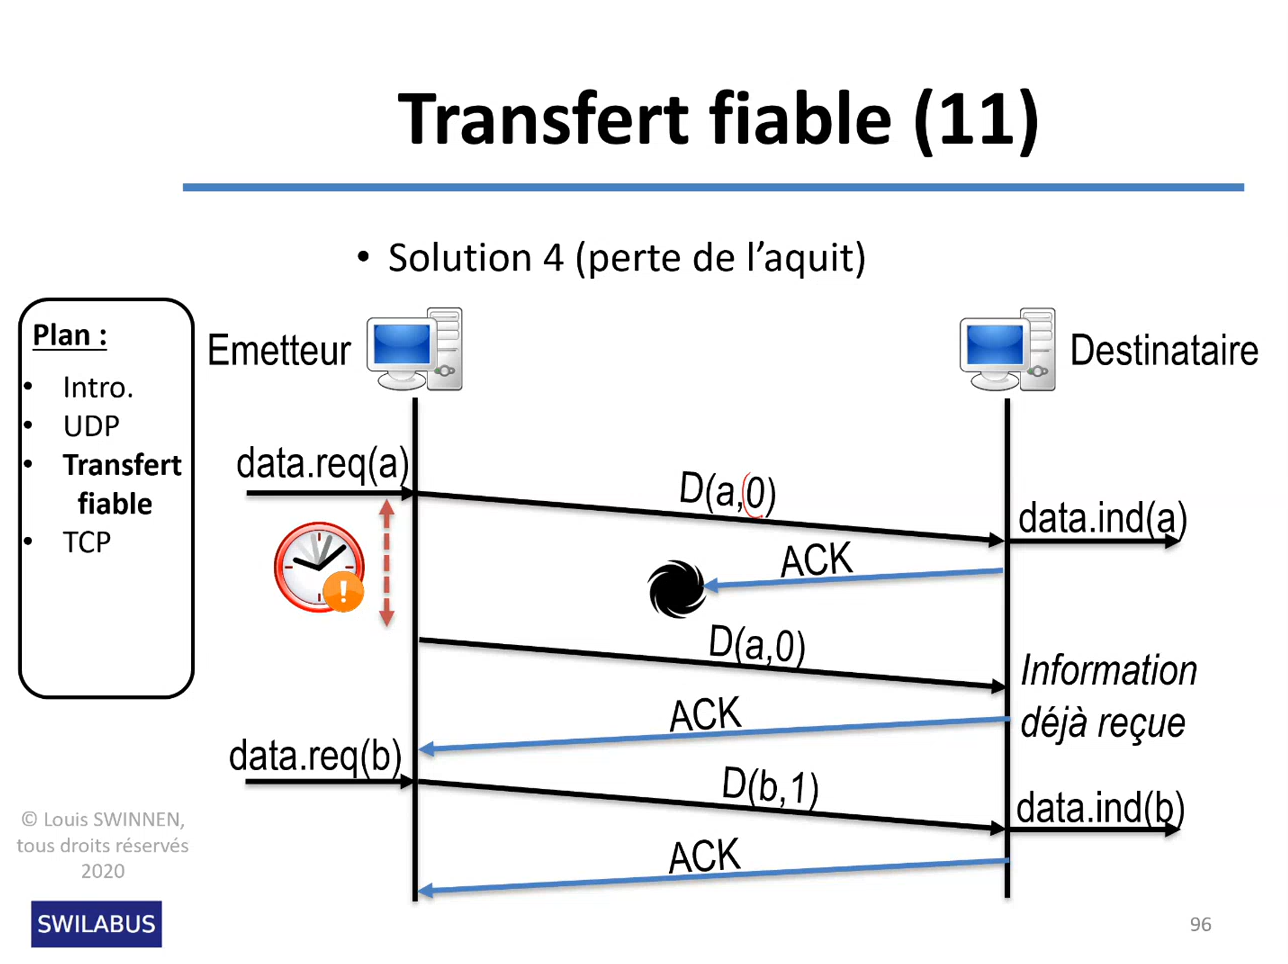 Transfert fiable (11)
• Solution 4 (perte de l’aquit)
Plan :
• Intro.
• UDP
• Transfert
fiable
• TCP
Emetteur
Destinataire
data.req(a)
D(a,0)
data.ind(a)
ACK
D(a,0)
Information
déjà reçue
ACK
data.req(b)
D(b,1)
data.ind(b)
ACK
© Louis SWINNEN,
tous droits réservés
2020
SWILABUS
96